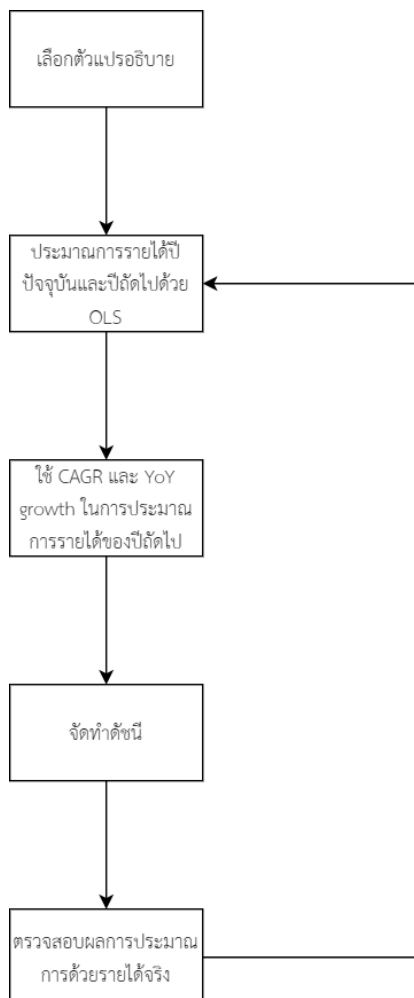 เลือกตัวแปรอธิบาย
ประมาณการรายได้ปี
ปัจจุบันและปีถัดไปด้วย
OLS
ใช้ CAGR และ YoY
growth ในการประมาณ
การรายได้ของปีถัดไป
จัดทำดัชนี
ตรวจสอบผลการประมาณ
การด้วยรายได้จริง